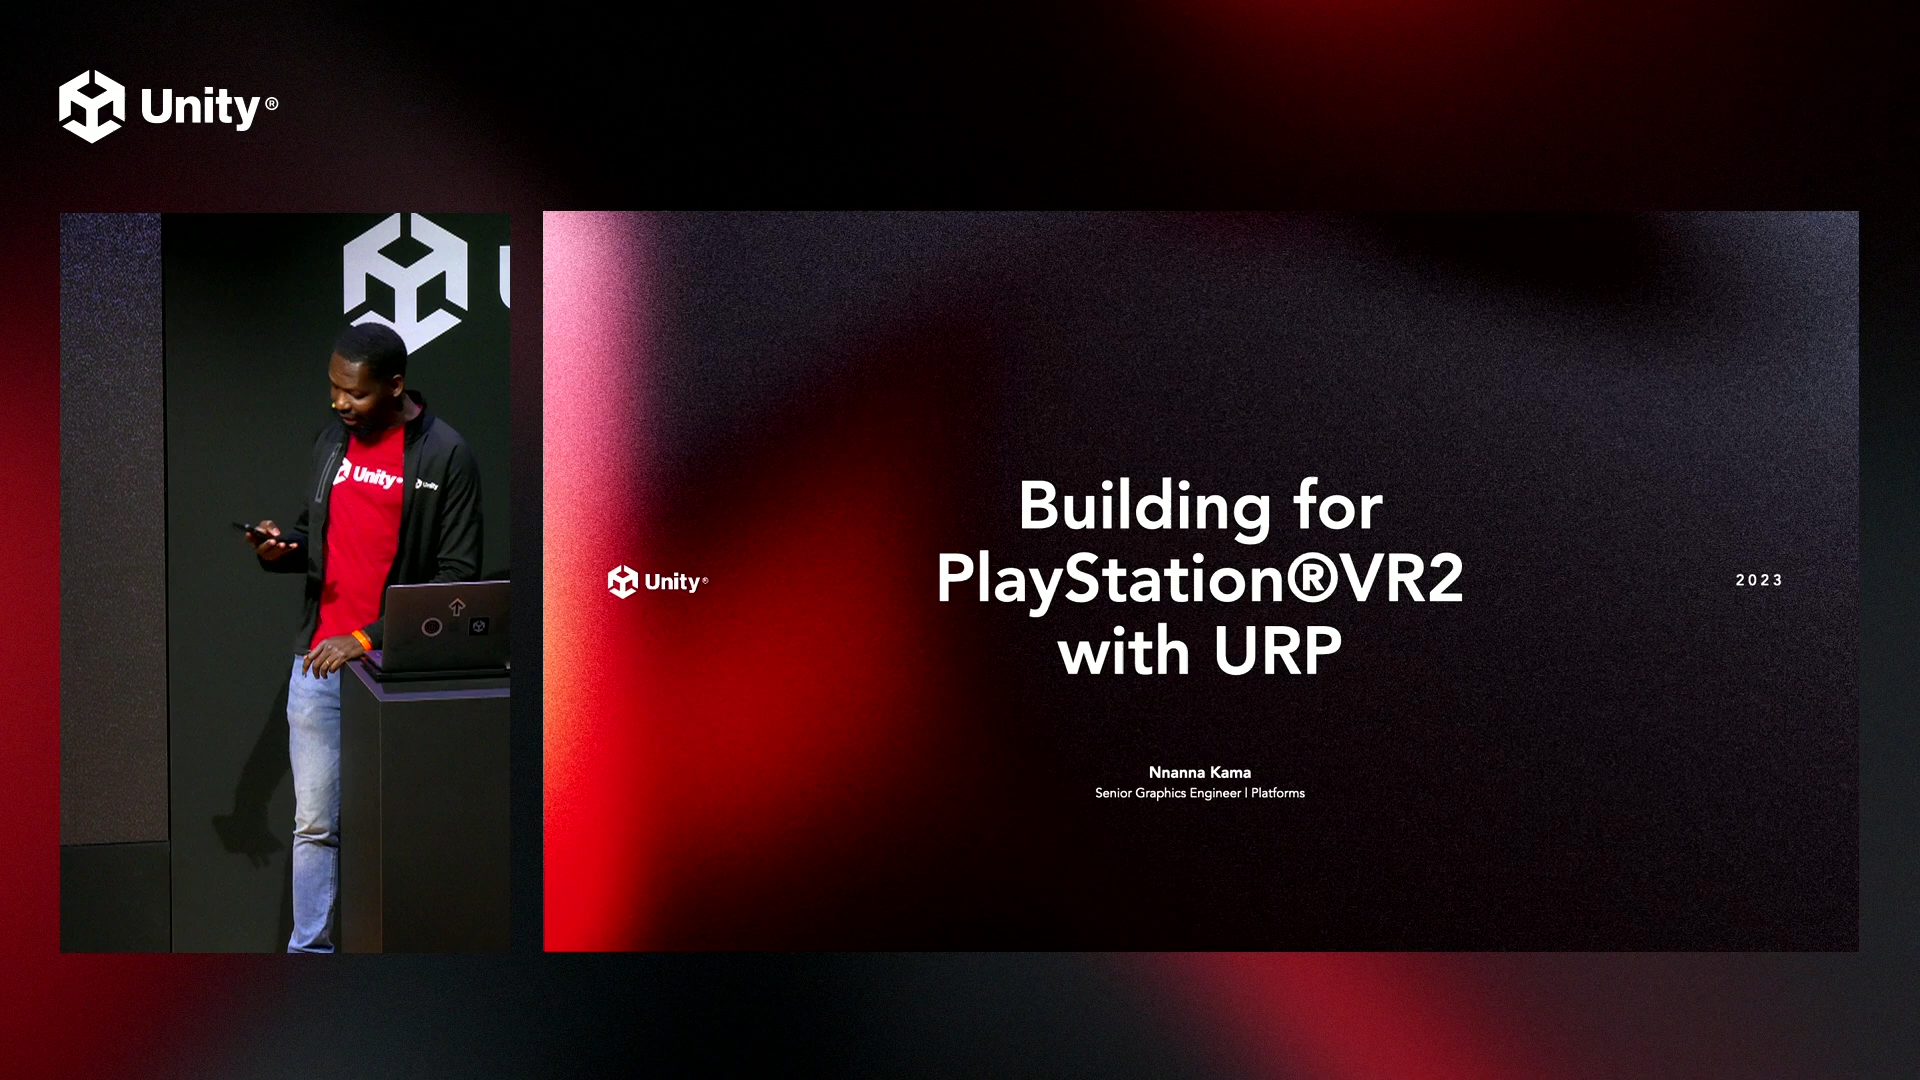 Unity®
Unity®
Unity
Building for
PlayStation®VR2
with URP
Unity®
2023
Nnanna Kama
Senior Graphics Engineer | Platforms